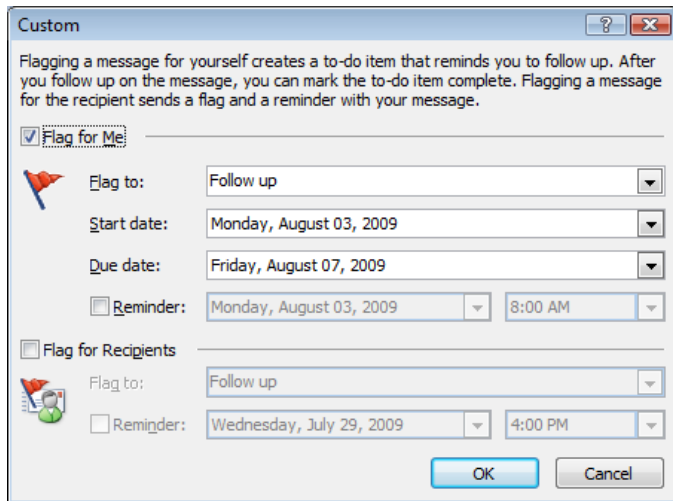 Custom
Flagging a message for yourself creates a to-do item that reminds you to follow up. After
you follow up on the message, you can mark the to-do item complete. Flagging a message
for the recipient sends a flag and a reminder with your message.
Flag for Me
Flag to: Follow up
Start date: Monday, August 03, 2009
Due date: Friday, August 07, 2009
Reminder: Monday, August 03, 2009 8:00 AM
Flag for Recipients
Flag to: Follow up
Reminder: Wednesday, July 29, 2009 4:00 PM
OK Cancel